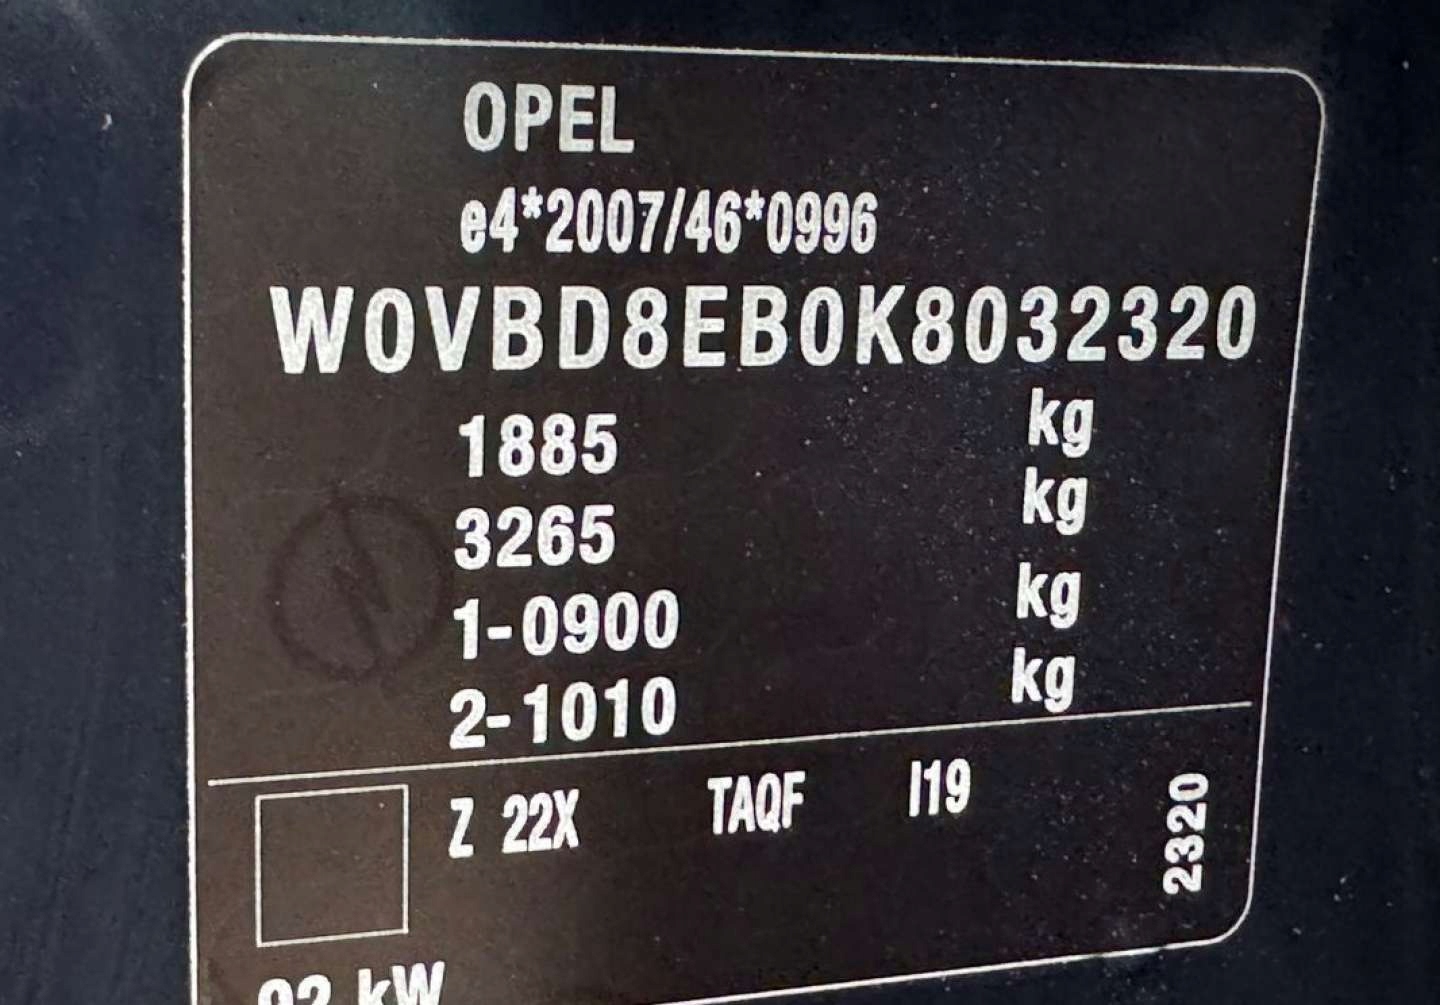 OPEL
e4*2007/46*0996
W0VBD8EB0K8032320
1885 kg
3265 kg
1-0900 kg
2-1010 kg
Z 22X TAQF I19
2320
kW